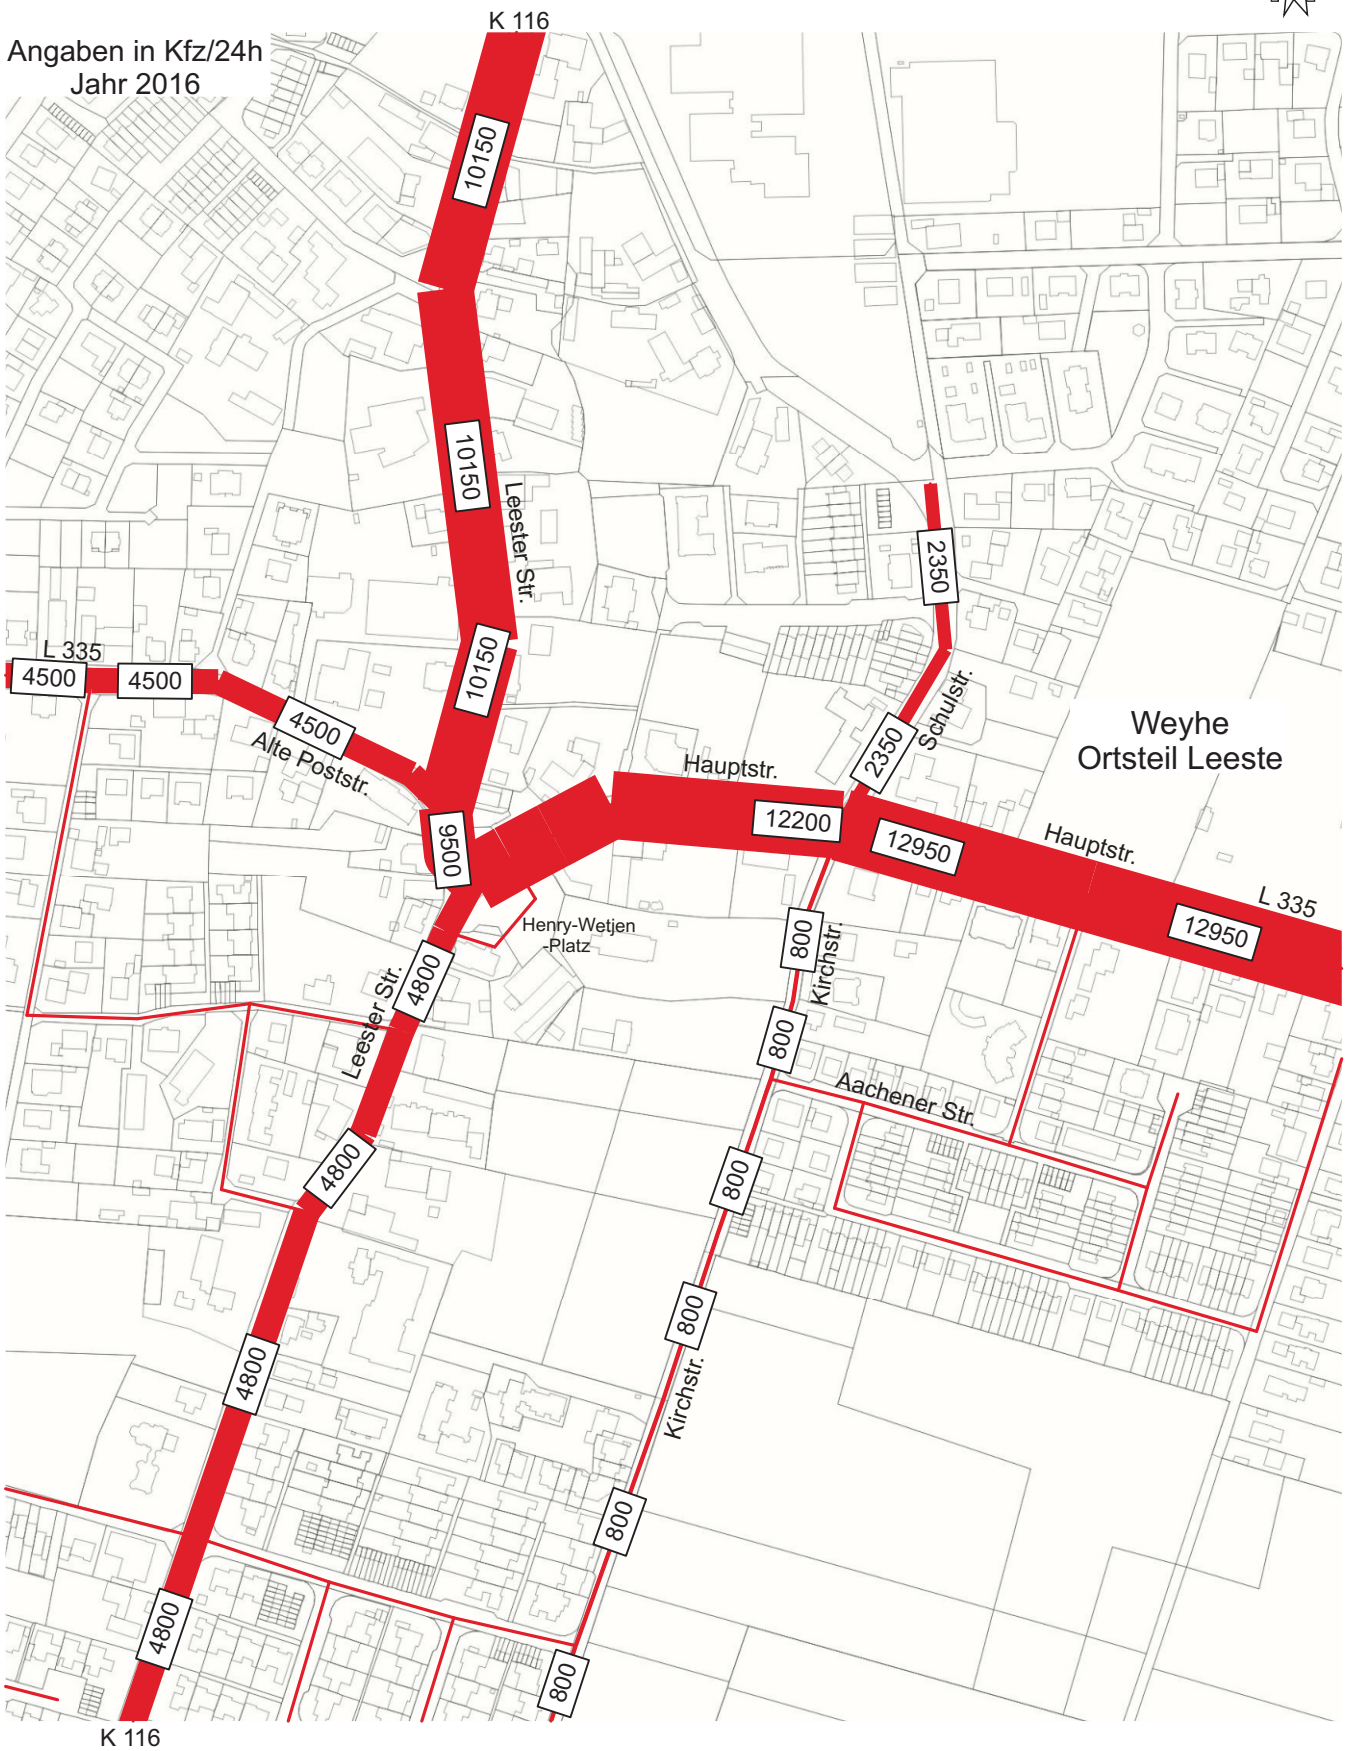 K 116
Angaben in Kfz/24h
Jahr 2016
10150
10150
Leester Str.
2350
10150
L 335
4500
4500
4500
Alte Poststr.
Schulstr.
2350
Weyhe
Ortsteil Leeste
Hauptstr.
12200
12950
Hauptstr.
9500
L 335
12950
Henry-Wetjen
-Platz
800
Kirchstr.
4800
Leester Str.
800
Aachener Str.
4800
800
800
4800
Kirchstr.
800
4800
800
K 116